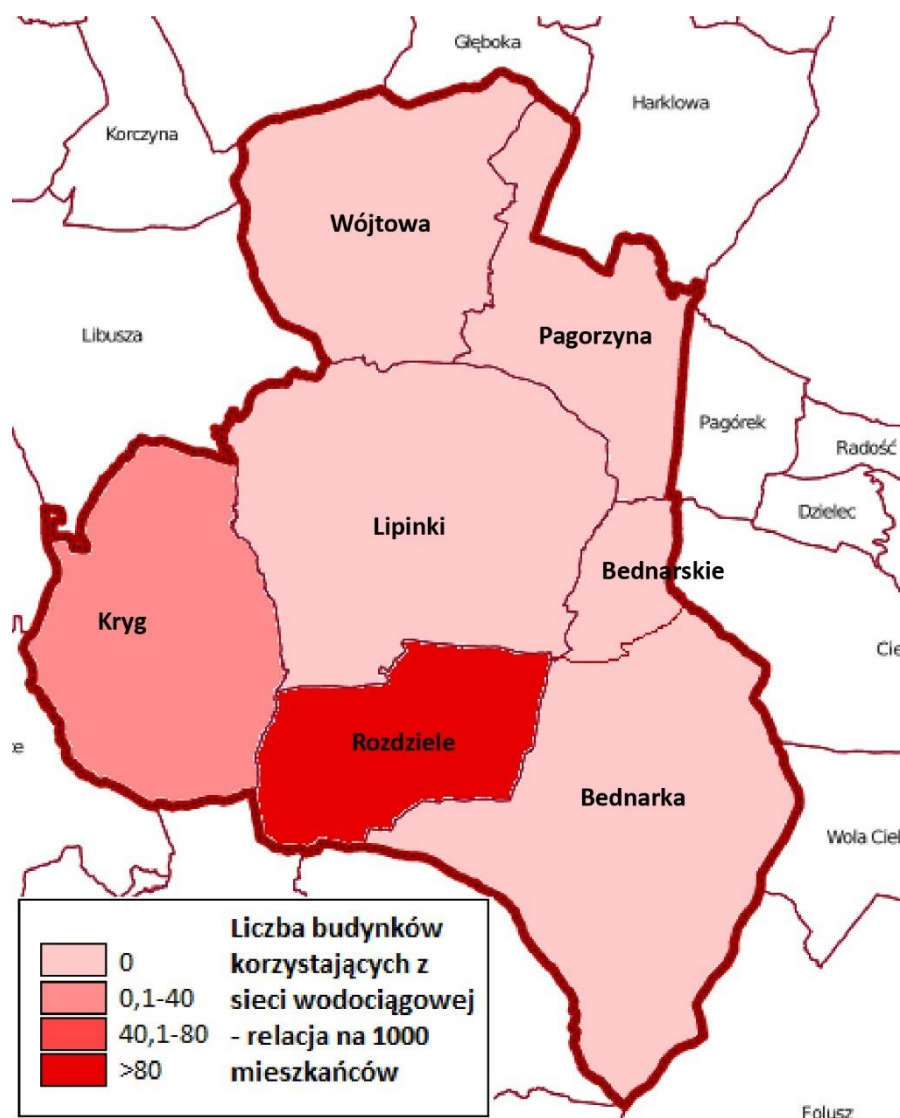 Głęboka
Harklowa
Korczyna
Wójtowa
Libusza
Pagorzyna
Pagórek
Radość
Dzielec
Lipinki
Bednarskie
Kryg
Cie
Rozdziele
Bednarka
Wola Ciel
Liczba budynków
korzystających z
sieci wodociągowej
- relacja na 1000
mieszkańców
0
0,1-40
40,1-80
>80
Folusz